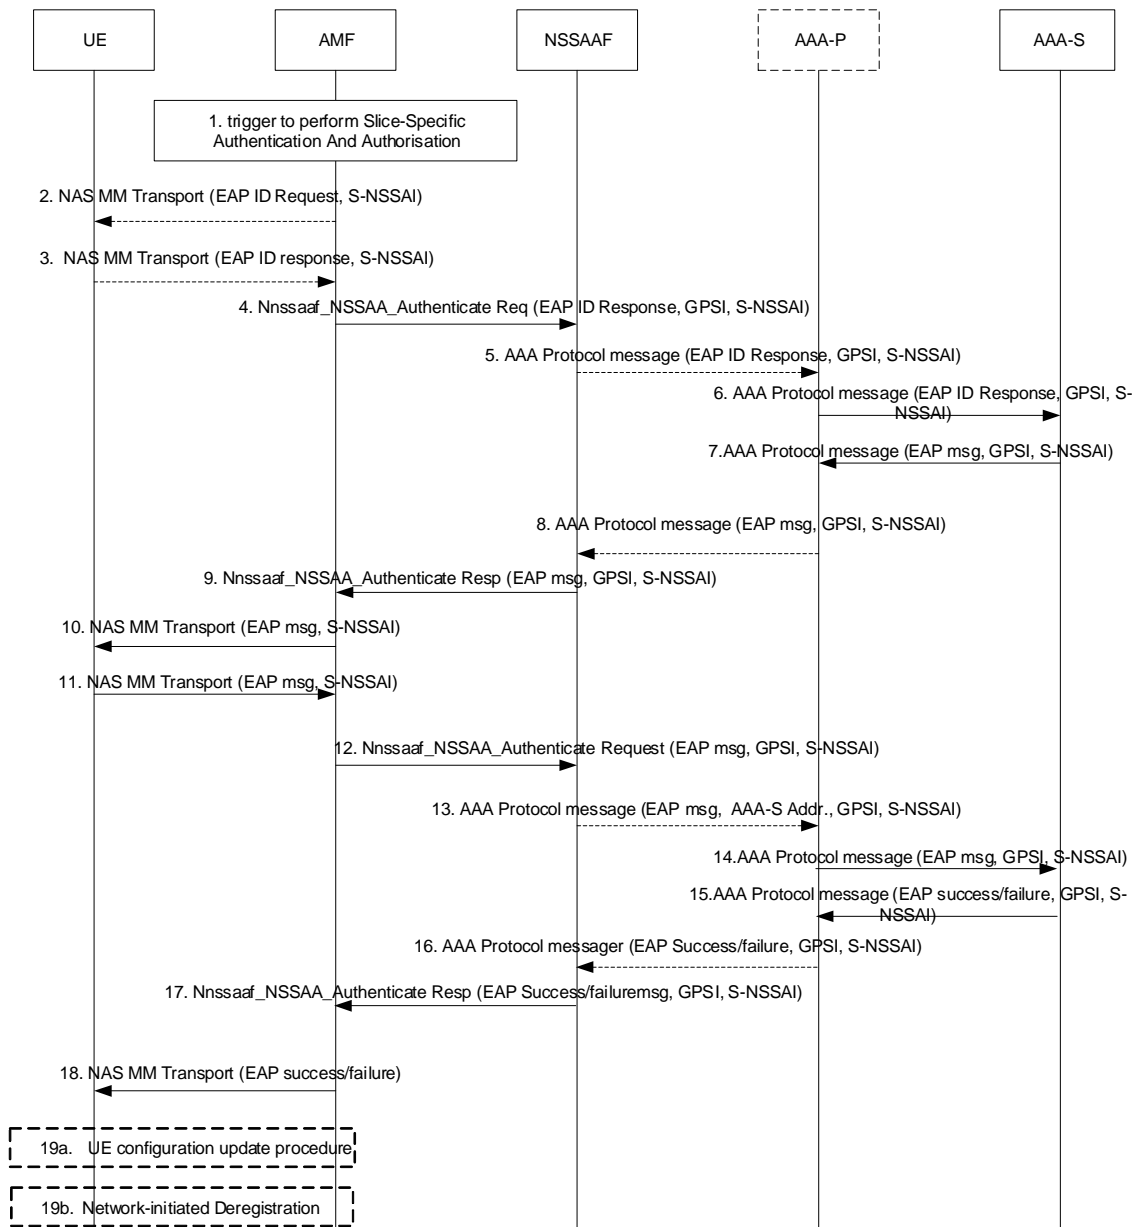 UE
AMF
NSSAAF
AAA-P
AAA-S
1. trigger to perform Slice-Specific
Authentication And Authorisation
2. NAS MM Transport (EAP ID Request, S-NSSAI)
3. NAS MM Transport (EAP ID response, S-NSSAI)
4. Nnssaaf_NSSAA_Authenticate Req (EAP ID Response, GPSI, S-NSSAI)
5. AAA Protocol message (EAP ID Response, GPSI, S-NSSAI)
6. AAA Protocol message (EAP ID Response, GPSI, S-
NSSAI)
7.AAA Protocol message (EAP msg, GPSI, S-NSSAI)
8. AAA Protocol message (EAP msg, GPSI, S-NSSAI)
9. Nnssaaf_NSSAA_Authenticate Resp (EAP msg, GPSI, S-NSSAI)
10. NAS MM Transport (EAP msg, S-NSSAI)
11. NAS MM Transport (EAP msg, S-NSSAI)
12. Nnssaaf_NSSAA_Authenticate Request (EAP msg, GPSI, S-NSSAI)
13. AAA Protocol message (EAP msg, AAA-S Addr., GPSI, S-NSSAI)
14.AAA Protocol message (EAP msg, GPSI, S-NSSAI)
15.AAA Protocol message (EAP success/failure, GPSI, S-
NSSAI)
16. AAA Protocol messager (EAP Success/failure, GPSI, S-NSSAI)
17. Nnssaaf_NSSAA_Authenticate Resp (EAP Success/failuremsg, GPSI, S-NSSAI)
18. NAS MM Transport (EAP success/failure)
19a. UE configuration update procedure
19b. Network-initiated Deregistration